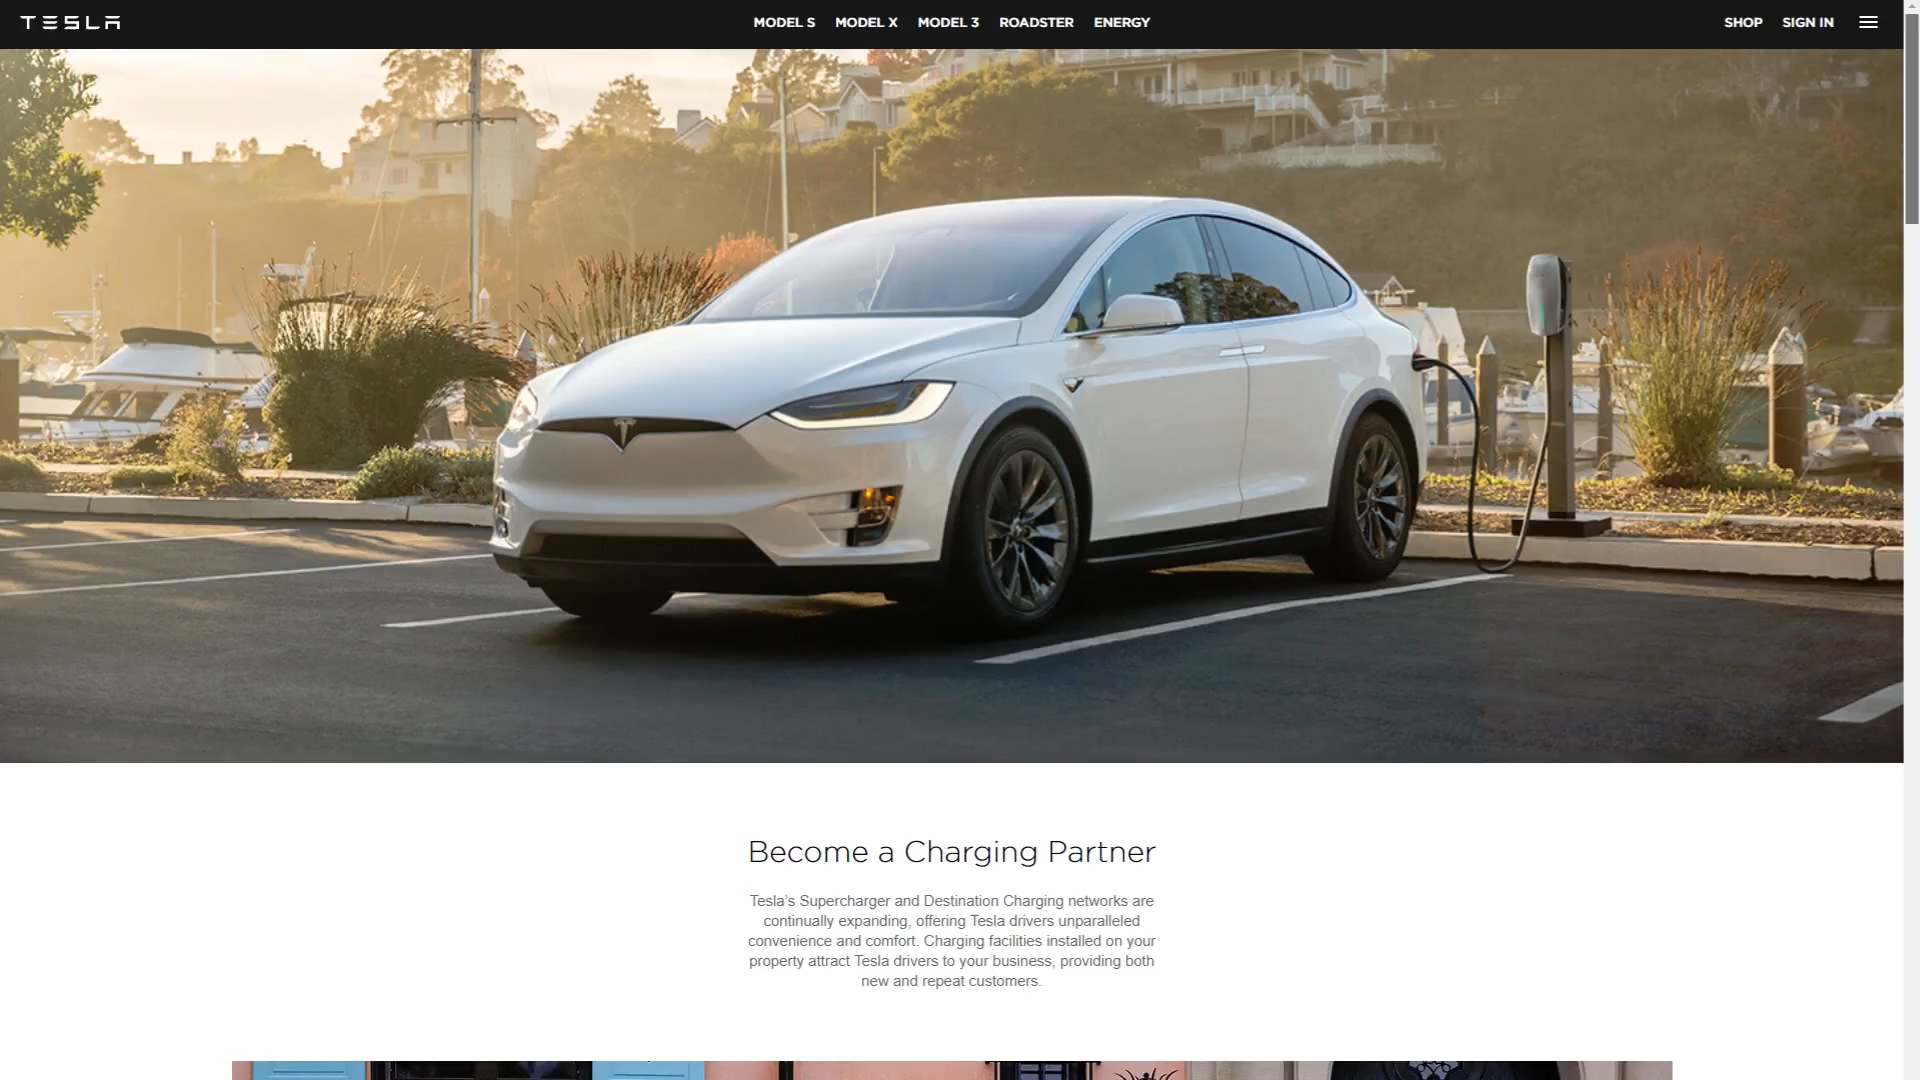 TESLA
MODEL S MODEL X MODEL 3 ROADSTER ENERGY
SHOP SIGN IN
Become a Charging Partner
Tesla’s Supercharger and Destination Charging networks are
continually expanding, offering Tesla drivers unparalleled
convenience and comfort. Charging facilities installed on your
property attract Tesla drivers to your business, providing both
new and repeat customers.